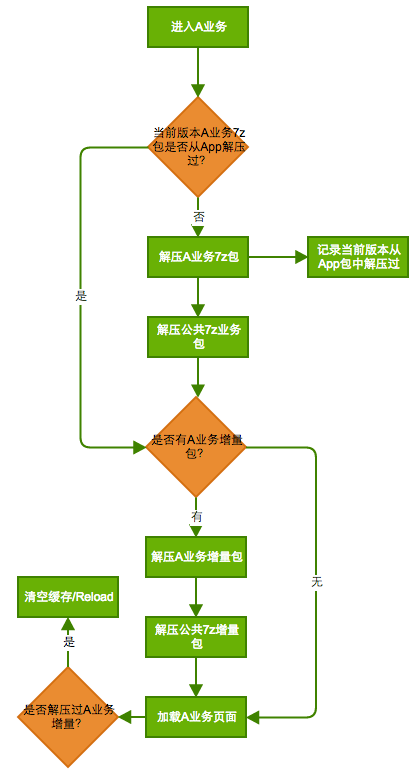 进入A业务
当前版本A业务7z
包是否从App解压
过?
否
解压A业务7z包
记录当前版本从
App包中解压过
是
解压公共7z业务
包
是否有A业务增量
包?
有
解压A业务增量包
无
清空缓存/Reload
解压公共7z增量
包
是
是否解压过A业务
增量?
加载A业务页面